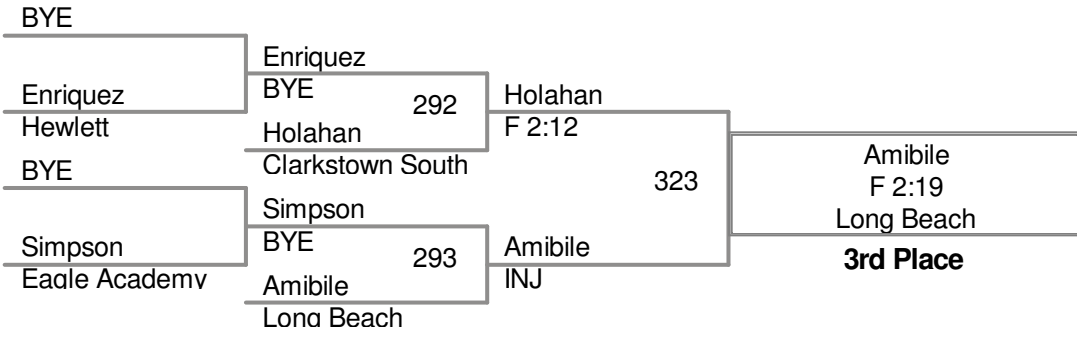 BYE
Enriquez
Hewlett
BYE
Simpson
Eagle Academy
Enriquez
BYE
292
Holahan
Clarkstown South
Simpson
BYE
293
Amibile
Long Beach
Holahan
F 2:12
323
Amibile
INJ
Amibile
F 2:19
Long Beach
3rd Place